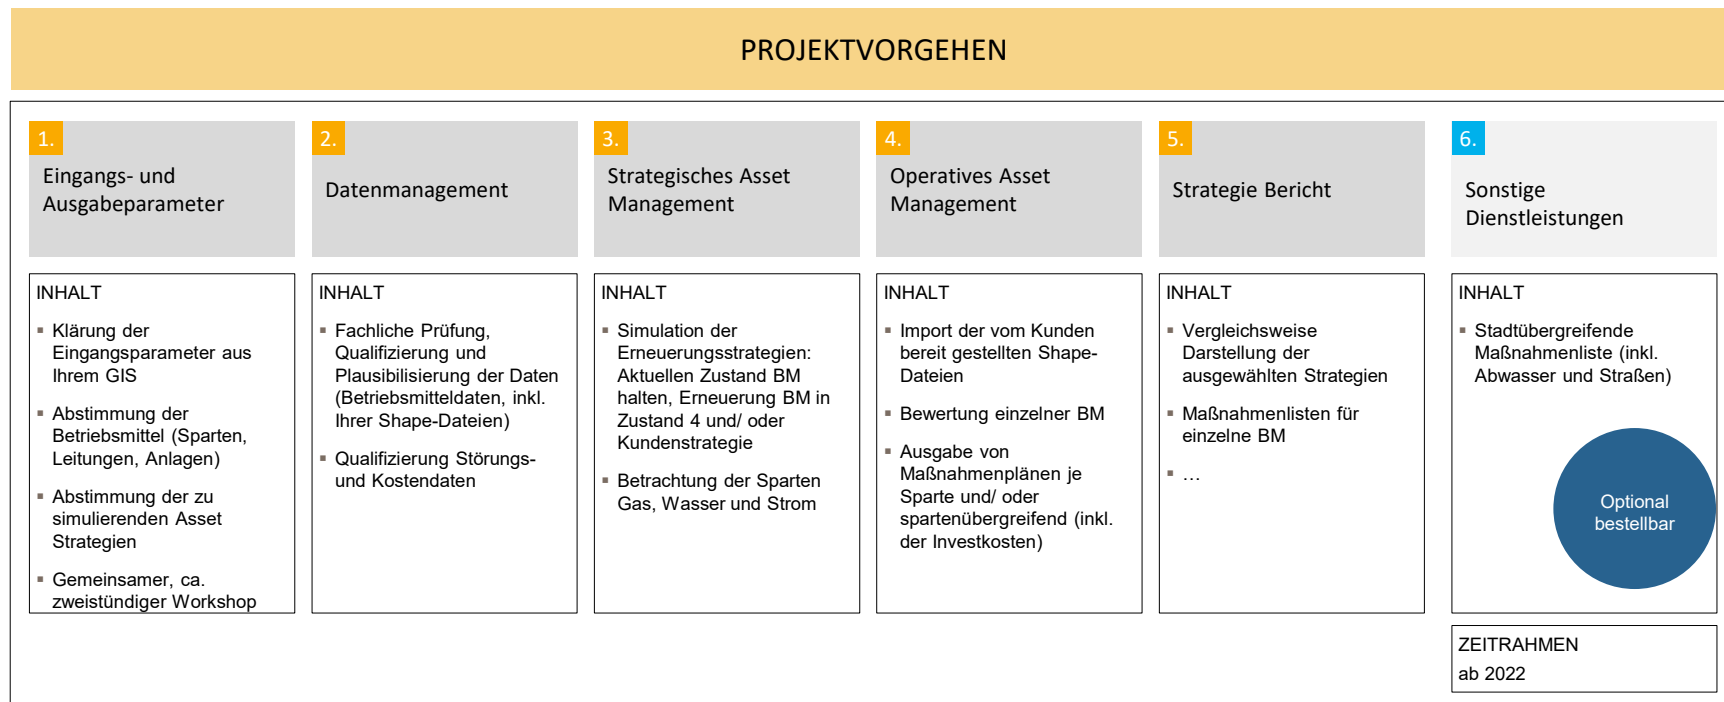 PROJEKTVORGEHEN
1.
Eingangs- und
Ausgabeparameter
INHALT
▪ Klärung der
Eingangsparameter aus
Ihrem GIS
▪ Abstimmung der
Betriebsmittel (Sparten,
Leitungen, Anlagen)
▪ Abstimmung der zu
simulierenden Asset
Strategien
▪ Gemeinsamer, ca.
zweistündiger Workshop
2.
Datenmanagement
INHALT
▪ Fachliche Prüfung,
Qualifizierung und
Plausibilisierung der Daten
(Betriebsmitteldaten, inkl.
Ihrer Shape-Dateien)
▪ Qualifizierung Störungs-
und Kostendaten
3.
Strategisches Asset
Management
INHALT
▪ Simulation der
Erneuerungsstrategien:
Aktuellen Zustand BM
halten, Erneuerung BM in
Zustand 4 und/ oder
Kundenstrategie
▪ Betrachtung der Sparten
Gas, Wasser und Strom
4.
Operatives Asset
Management
INHALT
▪ Import der vom Kunden
bereit gestellten Shape-
Dateien
▪ Bewertung einzelner BM
▪ Ausgabe von
Maßnahmenplänen je
Sparte und/ oder
spartenübergreifend (inkl.
der Investkosten)
5.
Strategie Bericht
INHALT
▪ Vergleichsweise
Darstellung der
ausgewählten Strategien
▪ Maßnahmenlisten für
einzelne BM
▪ …
6.
Sonstige
Dienstleistungen
INHALT
▪ Stadtübergreifende
Maßnahmenliste (inkl.
Abwasser und Straßen)
Optional
bestellbar
ZEITRAHMEN
ab 2022